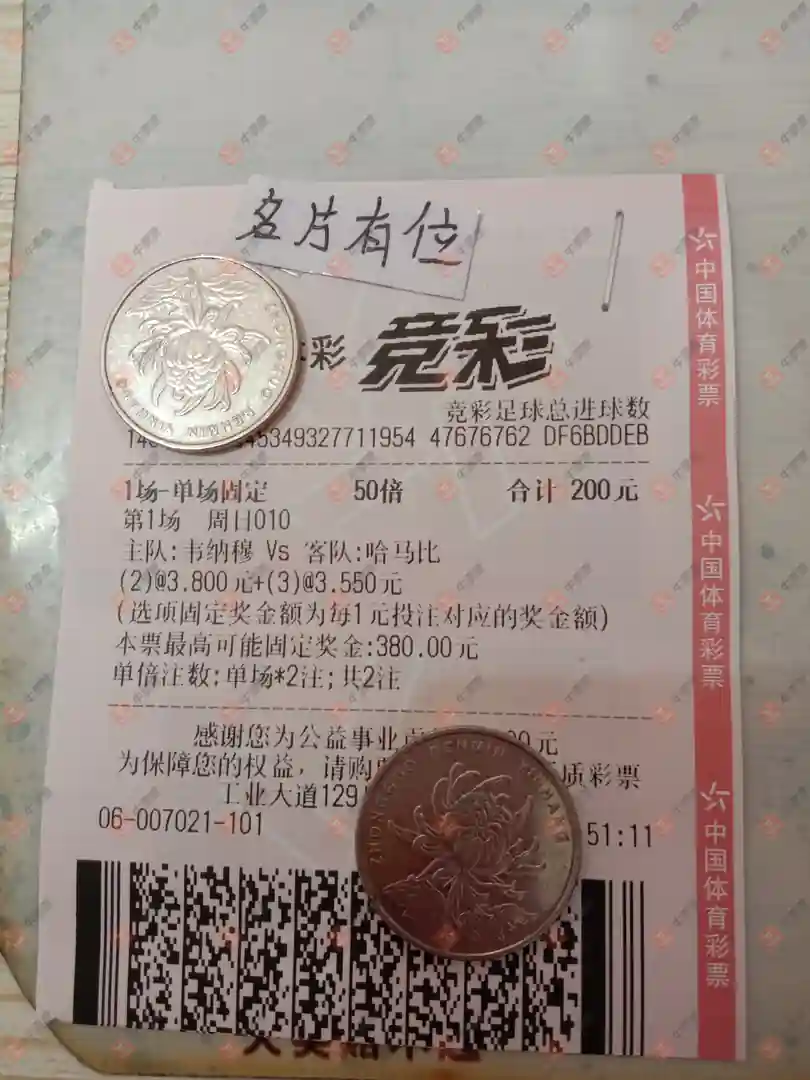 名片有位
彩 竞彩
竞彩足球总进球数
5349327711954 47676762 DF6BDDEB
1场-单场固定 50倍 合计 200元
第1场 周日010
主队:韦纳穆 Vs 客队:哈马比
(2)@3.800元+(3)@3.550元
(选项固定奖金额为每1元投注对应的奖金额)
本票最高可能固定奖金:380.00元
单倍注数:单场*2注;共2注
感谢您为公益事业 00元
为保障您的权益，请购 质彩票
工业大道129
06-007021-101 51:11
中国体育彩票
中国体育彩票
中国体育彩票